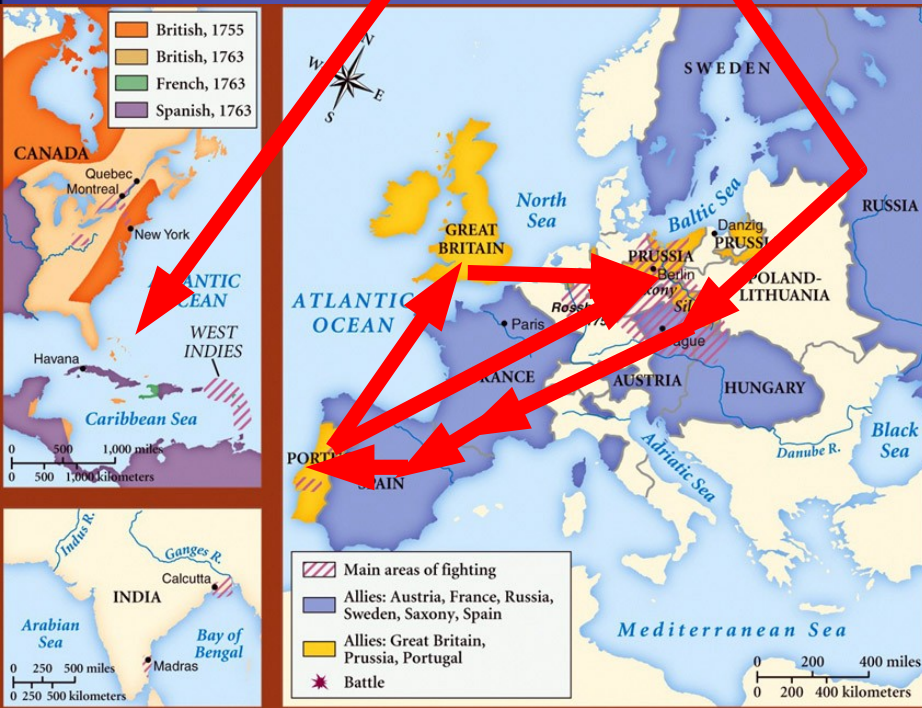 British, 1755
British, 1763
French, 1763
Spanish, 1763
CANADA
Quebec
Montreal
New York
WEST
INDIES
Havana
Caribbean Sea
0 500 1,000 miles
0 500 1,000 kilometers
Indus R.
Ganges R.
Calcutta
INDIA
Arabian
Sea
Bay of
Bengal
Madras
0 250 500 miles
0 250 500 kilometers
N
W
E
S
SWEDEN
North
Sea
Baltic Sea
RUSSIA
GREAT
BRITAIN
Danzig
PRUSSIA
Berlin
POLAND-
LITHUANIA
ATLANTIC
OCEAN
Paris
AUSTRIA
HUNGARY
SPAIN
Adriatic Sea
Danube R.
Black
Sea
Mediterranean Sea
Main areas of fighting
Allies: Austria, France, Russia,
Sweden, Saxony, Spain
Allies: Great Britain,
Prussia, Portugal
Battle
0 200 400 miles
0 200 400 kilometers